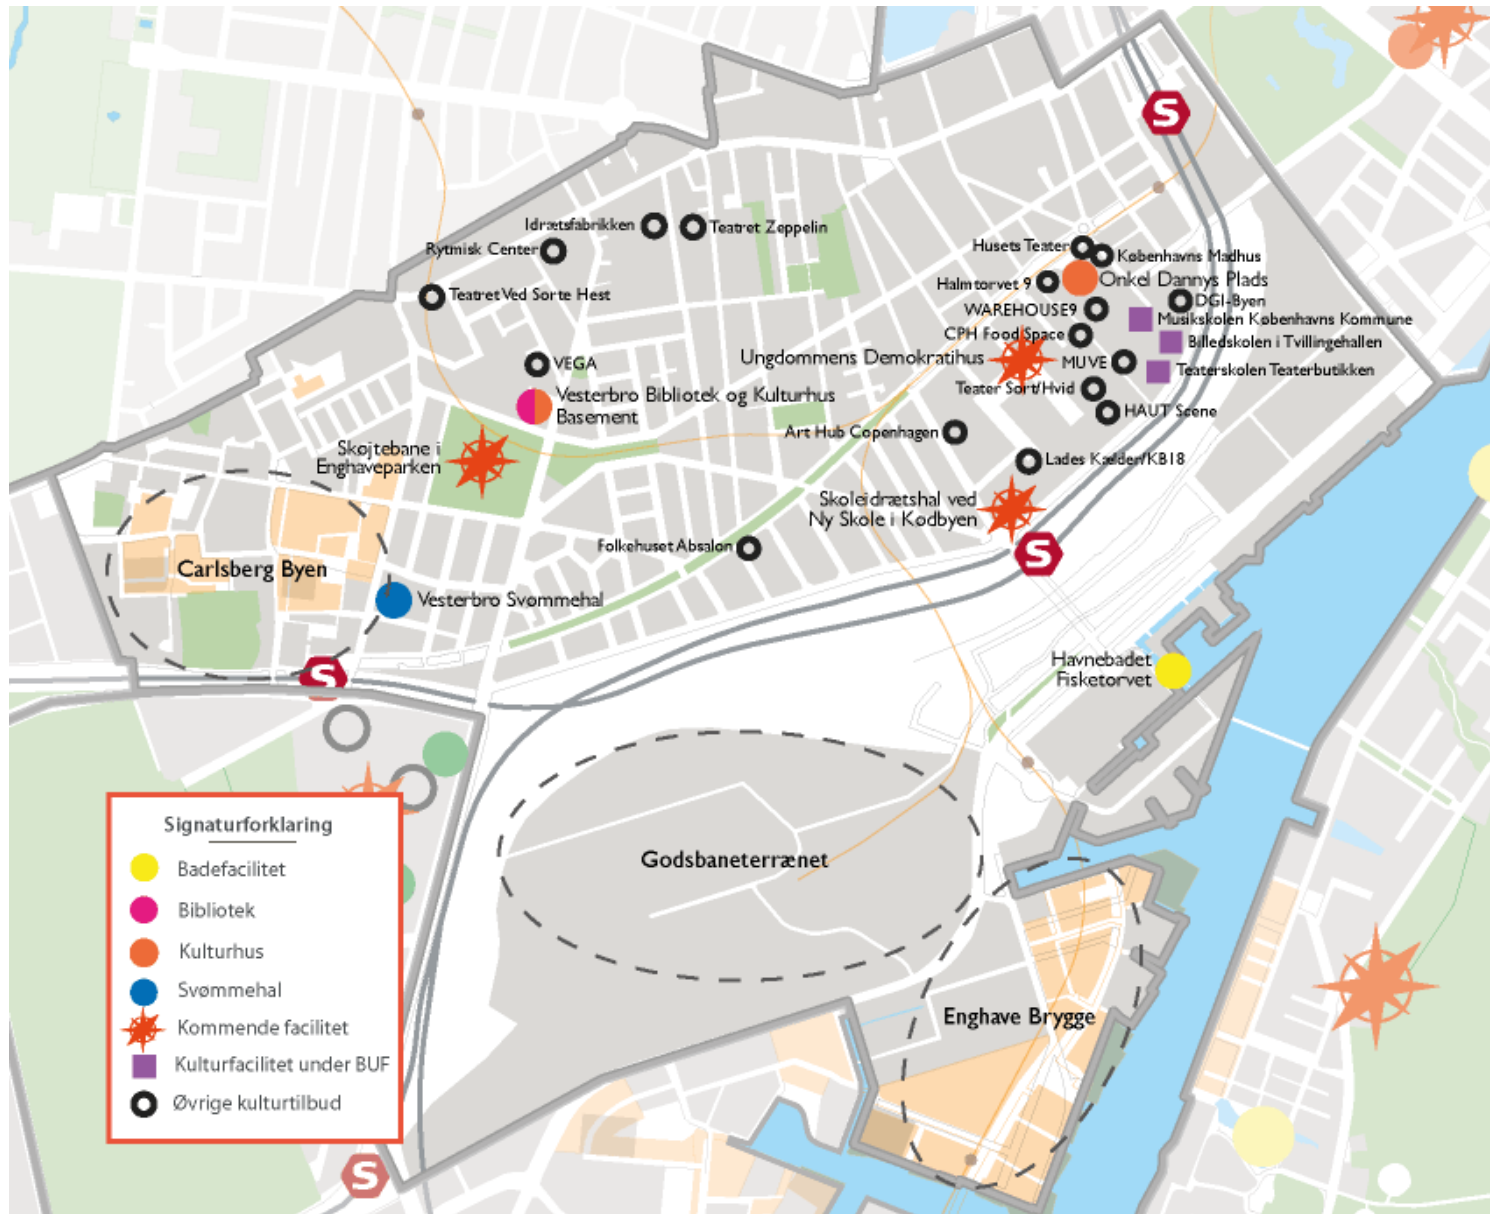 S
Idrætsfabrikken
Teatret Zeppelin
Rytmisk Center
Teatret Ved Sorte Hest
Husets Teater
Københavns Madhus
Halmtorvet 9
Onkel Dannys Plads
DGI-Byen
WAREHOUSE9
Musikskolen Københavns Kommune
CPH Food Space
Billedskolen i Tvillingehallen
Ungdommens Demokratihus
MUVE
Teaterskolen Teaterbutikken
VEGA
Teater Sort/Hvid
Vesterbro Bibliotek og Kulturhus
Basement
HAUT Scene
Art Hub Copenhagen
Skøjtebane i
Enghaveparken
Lades Kælder/KB18
Skoleidrætshal ved
Ny Skole i Kødbyen
Folkehuset Absalon
S
Carlsberg Byen
Vesterbro Svømmehal
S
Havnebadet
Fisketorvet
Godsbaneterrænet
Enghave Brygge
Signaturforklaring
Badefacilitet
Bibliotek
Kulturhus
Svømmehal
Kommende facilitet
Kulturfacilitet under BUF
Øvrige kulturtilbud
S